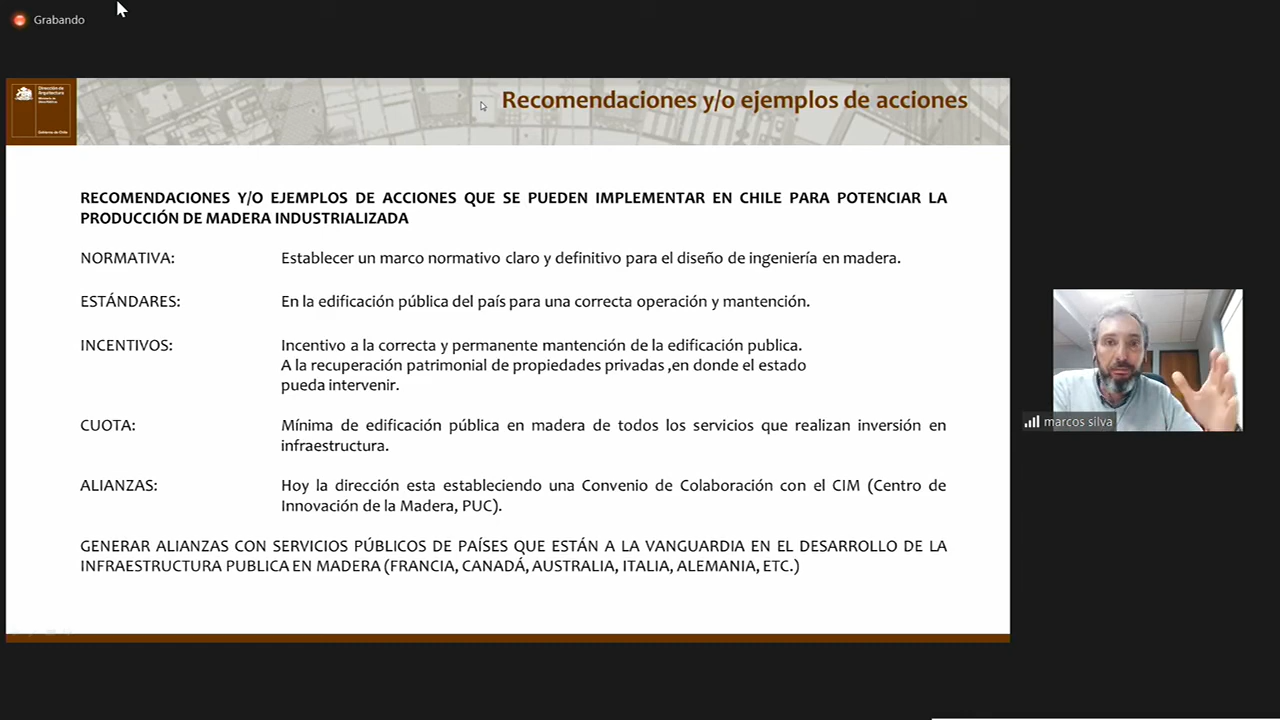 Grabando
Dirección de
Arquitectura
Gobierno de Chile
Recomendaciones y/o ejemplos de acciones
RECOMENDACIONES Y/O EJEMPLOS DE ACCIONES QUE SE PUEDEN IMPLEMENTAR EN CHILE PARA POTENCIAR LA
PRODUCCIÓN DE MADERA INDUSTRIALIZADA
NORMATIVA: Establecer un marco normativo claro y definitivo para el diseño de ingeniería en madera.
ESTÁNDARES: En la edificación pública del país para una correcta operación y mantención.
INCENTIVOS: Incentivo a la correcta y permanente mantención de la edificación publica.
A la recuperación patrimonial de propiedades privadas ,en donde el estado
pueda intervenir.
CUOTA: Mínima de edificación pública en madera de todos los servicios que realizan inversión en
infraestructura.
ALIANZAS: Hoy la dirección esta estableciendo una Convenio de Colaboración con el CIM (Centro de
Innovación de la Madera, PUC).
GENERAR ALIANZAS CON SERVICIOS PÚBLICOS DE PAÍSES QUE ESTÁN A LA VANGUARDIA EN EL DESARROLLO DE LA
INFRAESTRUCTURA PUBLICA EN MADERA (FRANCIA, CANADÁ, AUSTRALIA, ITALIA, ALEMANIA, ETC.)
marcos silva